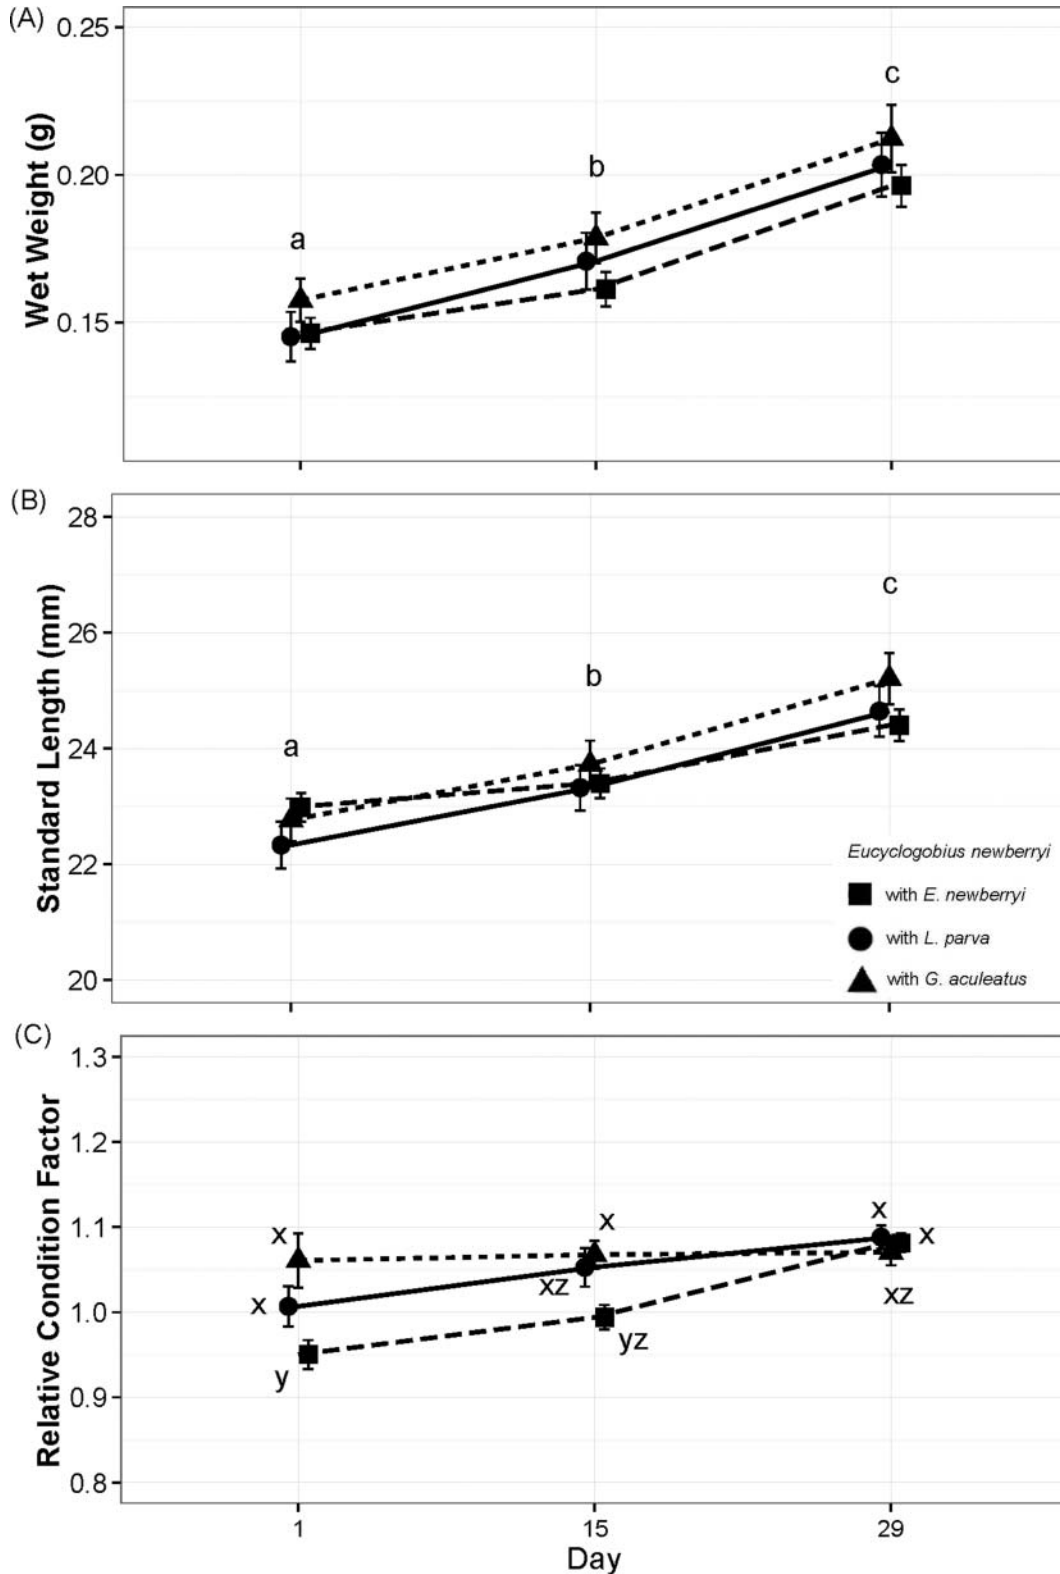 (A)
0.25
c
0.20
b
a
0.15
Wet Weight (g)
(B)
28
c
26
b
a
24
22
20
Standard Length (mm)
Eucyclogobius newberryi
with E. newberryi
with L. parva
with G. aculeatus
(C)
1.3
1.2
1.1
x
x
x
x
x
xz
xz
1.0
yz
y
0.9
0.8
Relative Condition Factor
1
15
29
Day